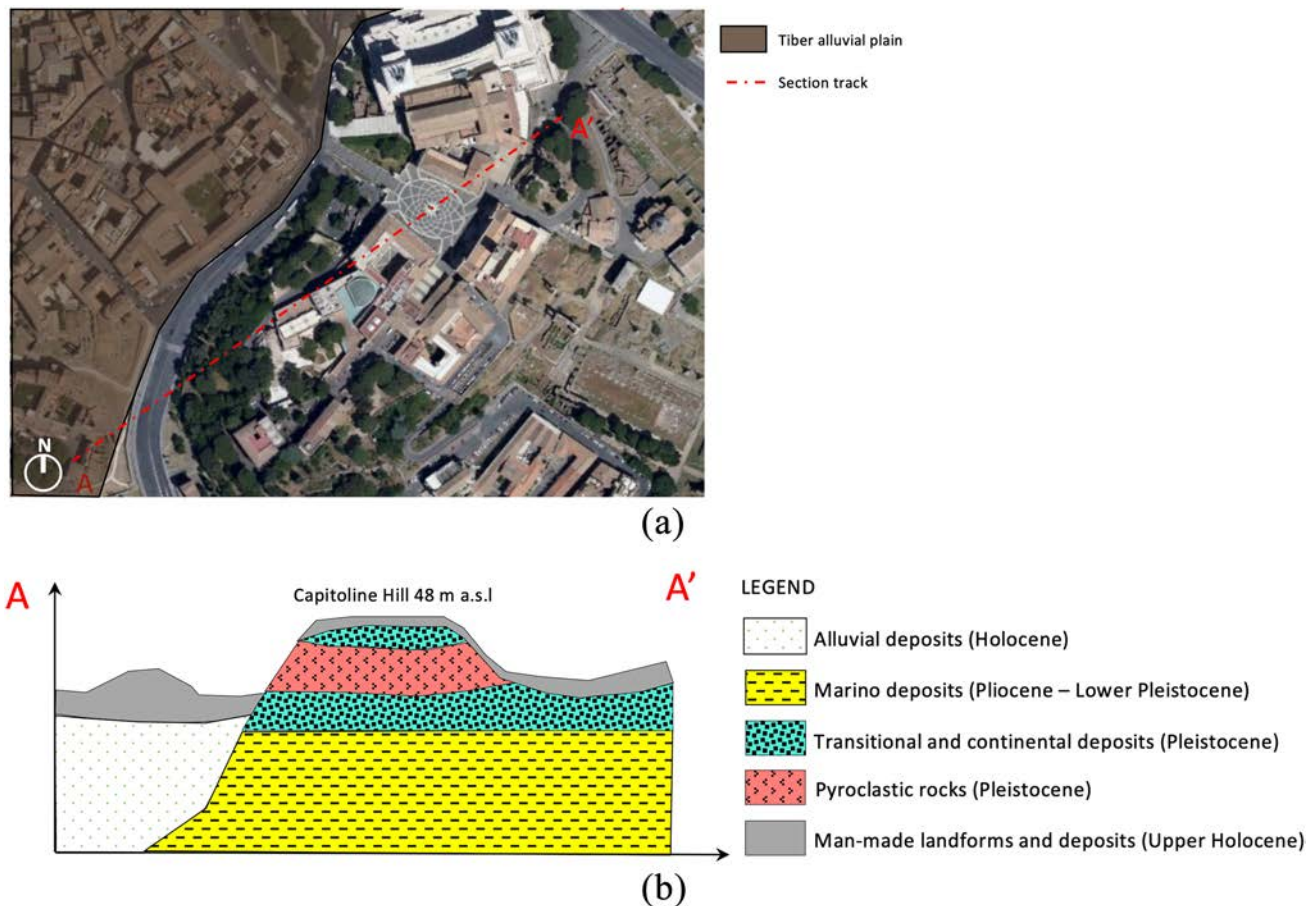 Tiber alluvial plain
Section track
A'
N
A
(a)
A
A'
Capitoline Hill 48 m a.s.l
LEGEND
Alluvial deposits (Holocene)
Marino deposits (Pliocene – Lower Pleistocene)
Transitional and continental deposits (Pleistocene)
Pyroclastic rocks (Pleistocene)
Man-made landforms and deposits (Upper Holocene)
(b)